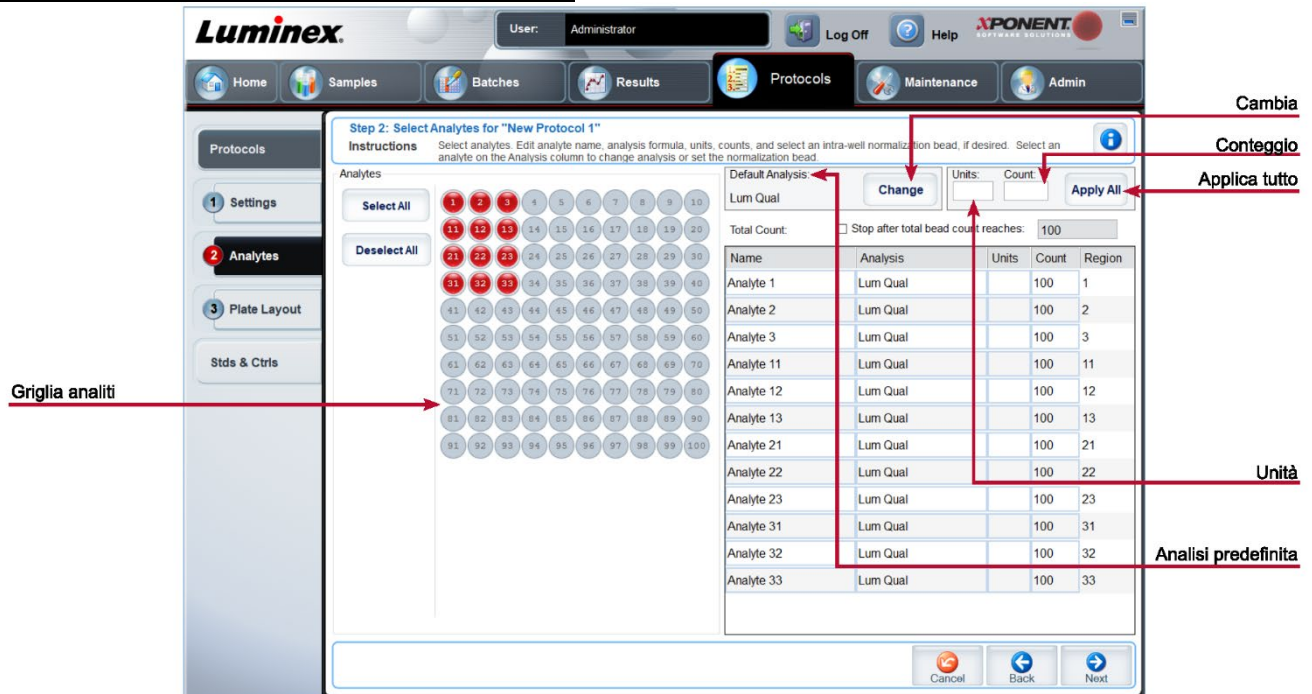 Luminex.
User: Administrator
Log Off
Help
XPONENT.
SOFTWARE SOLUTIONS
Home
Samples
Batches
Results
Protocols
Maintenance
Admin
Cambia
Conteggio
Applica tutto
Protocols
1 Settings
2 Analytes
3 Plate Layout
Stds & Ctrls
Step 2: Select Analytes for "New Protocol 1"
Instructions Select analytes. Edit analyte name, analysis formula, units, counts, and select an intra-well normalization bead, if desired. Select an
analyte on the Analysis column to change analysis or set the normalization bead.
Analytes
Select All
Deselect All
1 2 3 4 5 6 7 8 9 10
11 12 13 14 15 16 17 18 19 20
21 22 23 24 25 26 27 28 29 30
31 32 33 34 35 36 37 38 39 40
41 42 43 44 45 46 47 48 49 50
51 52 53 54 55 56 57 58 59 60
61 62 63 64 65 66 67 68 69 70
71 72 73 74 75 76 77 78 79 80
81 82 83 84 85 86 87 88 89 90
91 92 93 94 95 96 97 98 99 100
Griglia analiti
Default Analysis:
Lum Qual
Change
Units: Count:
Apply All
Total Count: Stop after total bead count reaches: 100
Name Analysis Units Count Region
Analyte 1 Lum Qual 100 1
Analyte 2 Lum Qual 100 2
Analyte 3 Lum Qual 100 3
Analyte 11 Lum Qual 100 11
Analyte 12 Lum Qual 100 12
Analyte 13 Lum Qual 100 13
Analyte 21 Lum Qual 100 21
Analyte 22 Lum Qual 100 22
Analyte 23 Lum Qual 100 23
Analyte 31 Lum Qual 100 31
Analyte 32 Lum Qual 100 32
Analyte 33 Lum Qual 100 33
Unità
Analisi predefinita
Cancel
Back
Next